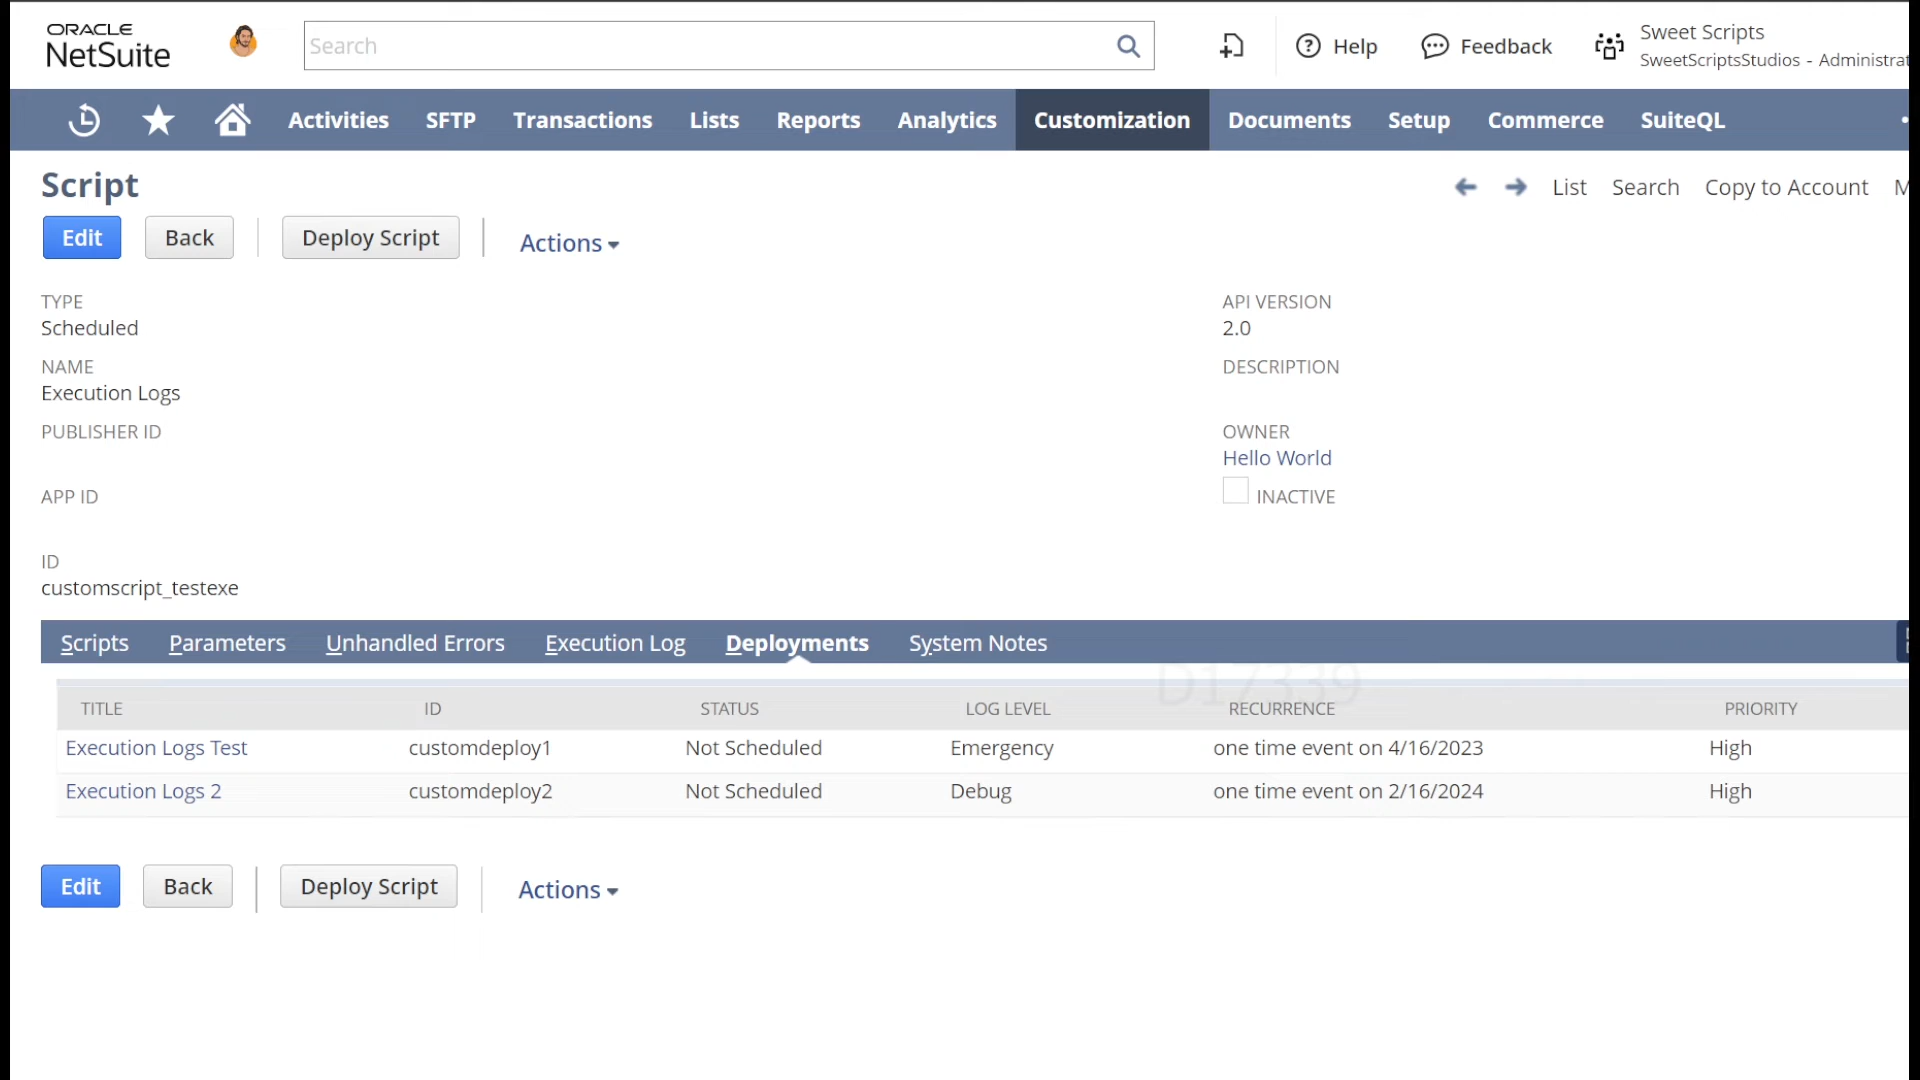 ORACLE
NetSuite
Search
Help
Feedback
Sweet Scripts
SweetScriptsStudios - Administrat
Activities SFTP Transactions Lists Reports Analytics Customization Documents Setup Commerce SuiteQL
Script
List Search Copy to Account M
Edit Back Deploy Script Actions
TYPE
Scheduled
NAME
Execution Logs
PUBLISHER ID
APP ID
ID
customscript_testexe
API VERSION
2.0
DESCRIPTION
OWNER
Hello World
INACTIVE
Scripts Parameters Unhandled Errors Execution Log Deployments System Notes
D17339
TITLE ID STATUS LOG LEVEL RECURRENCE PRIORITY
Execution Logs Test customdeploy1 Not Scheduled Emergency one time event on 4/16/2023 High
Execution Logs 2 customdeploy2 Not Scheduled Debug one time event on 2/16/2024 High
Edit Back Deploy Script Actions